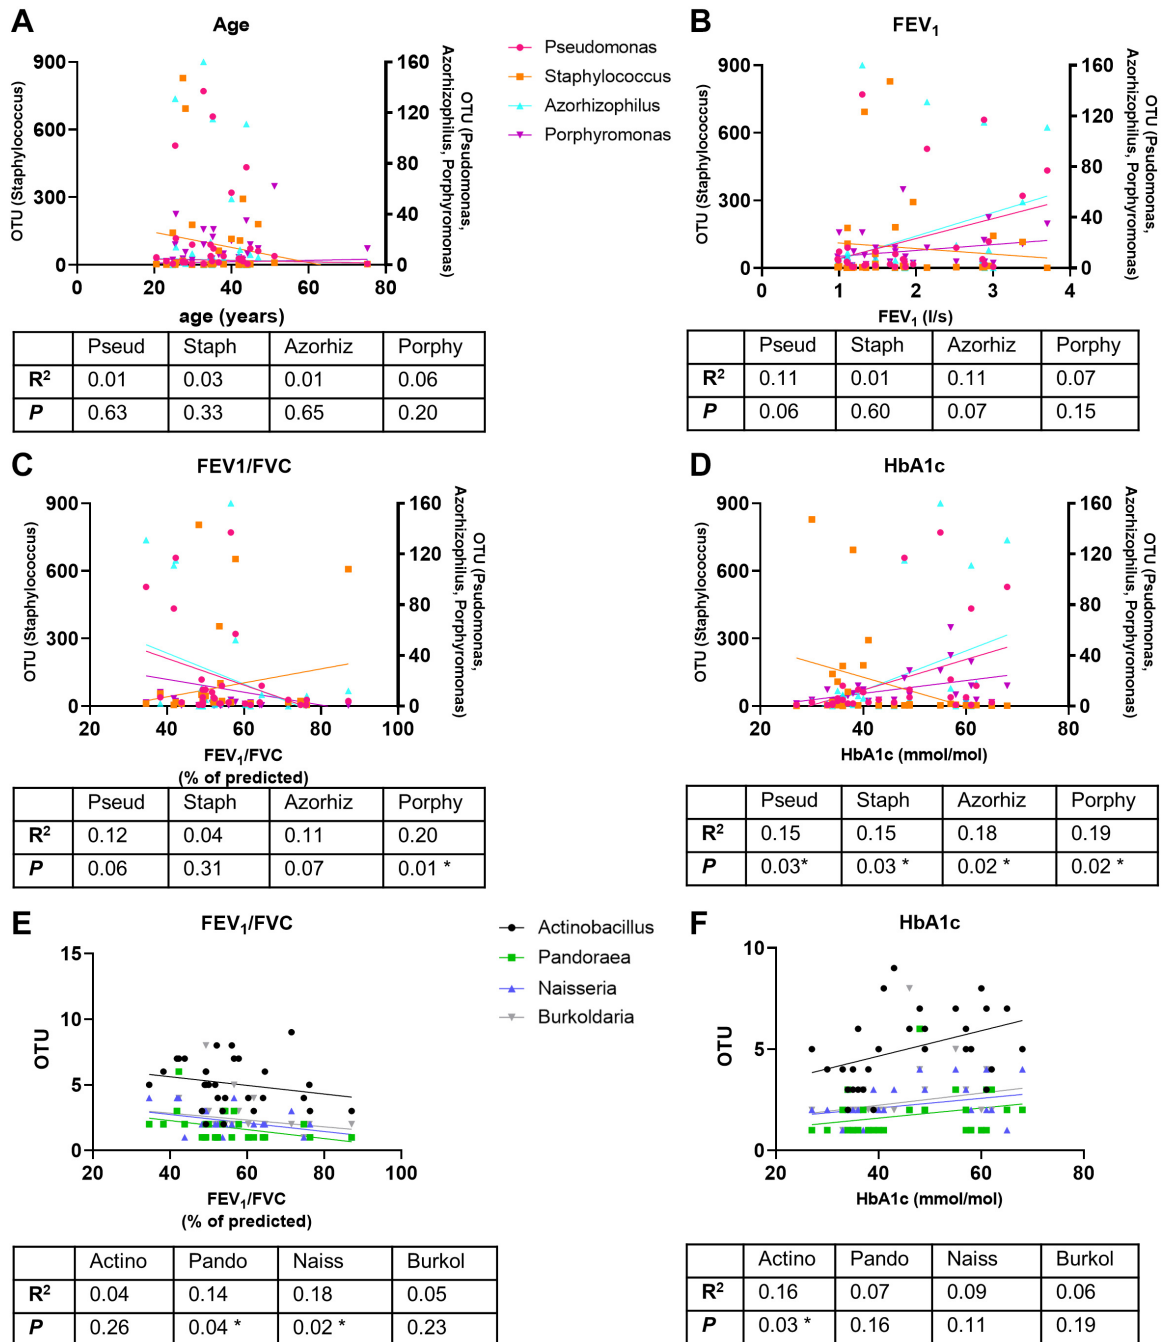 A
Age
900
600
300
0
OTU (Staphylococcus)
160
120
80
40
0
OTU (Psudomonas,
Azorhizophilus, Porphyromonas)
0
20
40
60
80
age (years)
Pseudomonas
Staphylococcus
Azorhizophilus
Porphyromonas
Pseud Staph Azorhiz Porphy
R² 0.01 0.03 0.01 0.06
P 0.63 0.33 0.65 0.20
B
FEV₁
900
600
300
0
OTU (Staphylococcus)
160
120
80
40
0
OTU (Psudomonas,
Azorhizophilus, Porphyromonas)
0
1
2
3
4
FEV₁ (l/s)
Pseud Staph Azorhiz Porphy
R² 0.11 0.01 0.11 0.07
P 0.06 0.60 0.07 0.15
C
FEV1/FVC
900
600
300
0
OTU (Staphylococcus)
160
120
80
40
0
OTU (Psudomonas,
Azorhizophilus, Porphyromonas)
20
40
60
80
100
FEV₁/FVC
(% of predicted)
Pseud Staph Azorhiz Porphy
R² 0.12 0.04 0.11 0.20
P 0.06 0.31 0.07 0.01 *
D
HbA1c
900
600
300
0
OTU (Staphylococcus)
160
120
80
40
0
OTU (Psudomonas,
Azorhizophilus, Porphyromonas)
20
40
60
80
HbA1c (mmol/mol)
Pseud Staph Azorhiz Porphy
R² 0.15 0.15 0.18 0.19
P 0.03* 0.03 * 0.02 * 0.02 *
E
FEV₁/FVC
15
10
5
0
OTU
20
40
60
80
100
FEV₁/FVC
(% of predicted)
Actinobacillus
Pandoraea
Naisseria
Burkoldaria
Actino Pando Naiss Burkol
R² 0.04 0.14 0.18 0.05
P 0.26 0.04 * 0.02 * 0.23
F
HbA1c
10
5
0
OTU
20
40
60
80
HbA1c (mmol/mol)
Actino Pando Naiss Burkol
R² 0.16 0.07 0.09 0.06
P 0.03 * 0.16 0.11 0.19